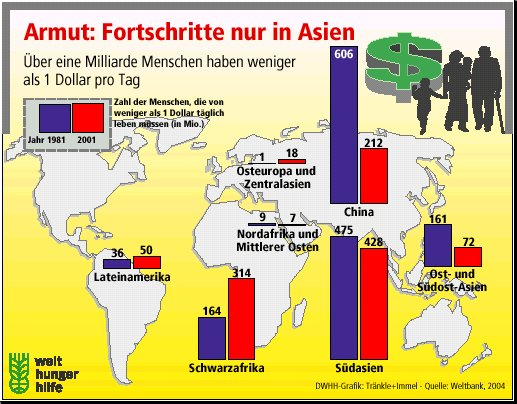 Armut: Fortschritte nur in Asien
Über eine Milliarde Menschen haben weniger
als 1 Dollar pro Tag
Zahl der Menschen, die von
weniger als 1 Dollar täglich
leben müssen (in Mio.)
Jahr 1981 2001
$
606
212
China
1 18
Osteuropa und
Zentralasien
9 7
Nordafrika und
Mittlerer Osten
36 50
Lateinamerika
164 314
Schwarzafrika
475 428
Südasien
161 72
Ost- und
Südost-Asien
welt
hunger
hilfe
DWHH-Grafik: Tränkle+Immel - Quelle: Weltbank, 2004